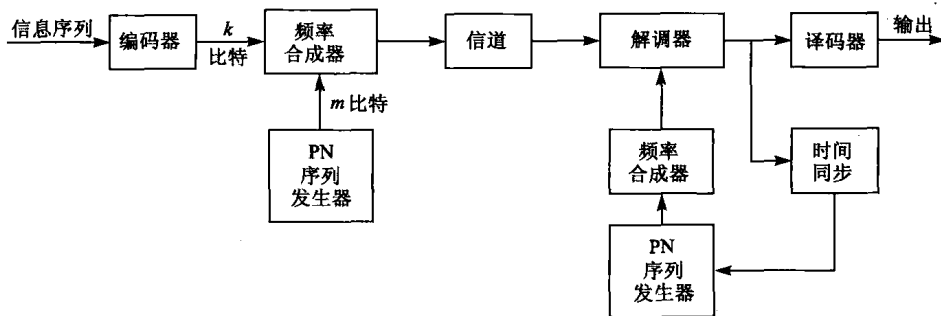 信息序列
编码器
k
比特
频率
合成器
信道
解调器
译码器
输出
m比特
PN
序列
发生器
频率
合成器
时间
同步
PN
序列
发生器